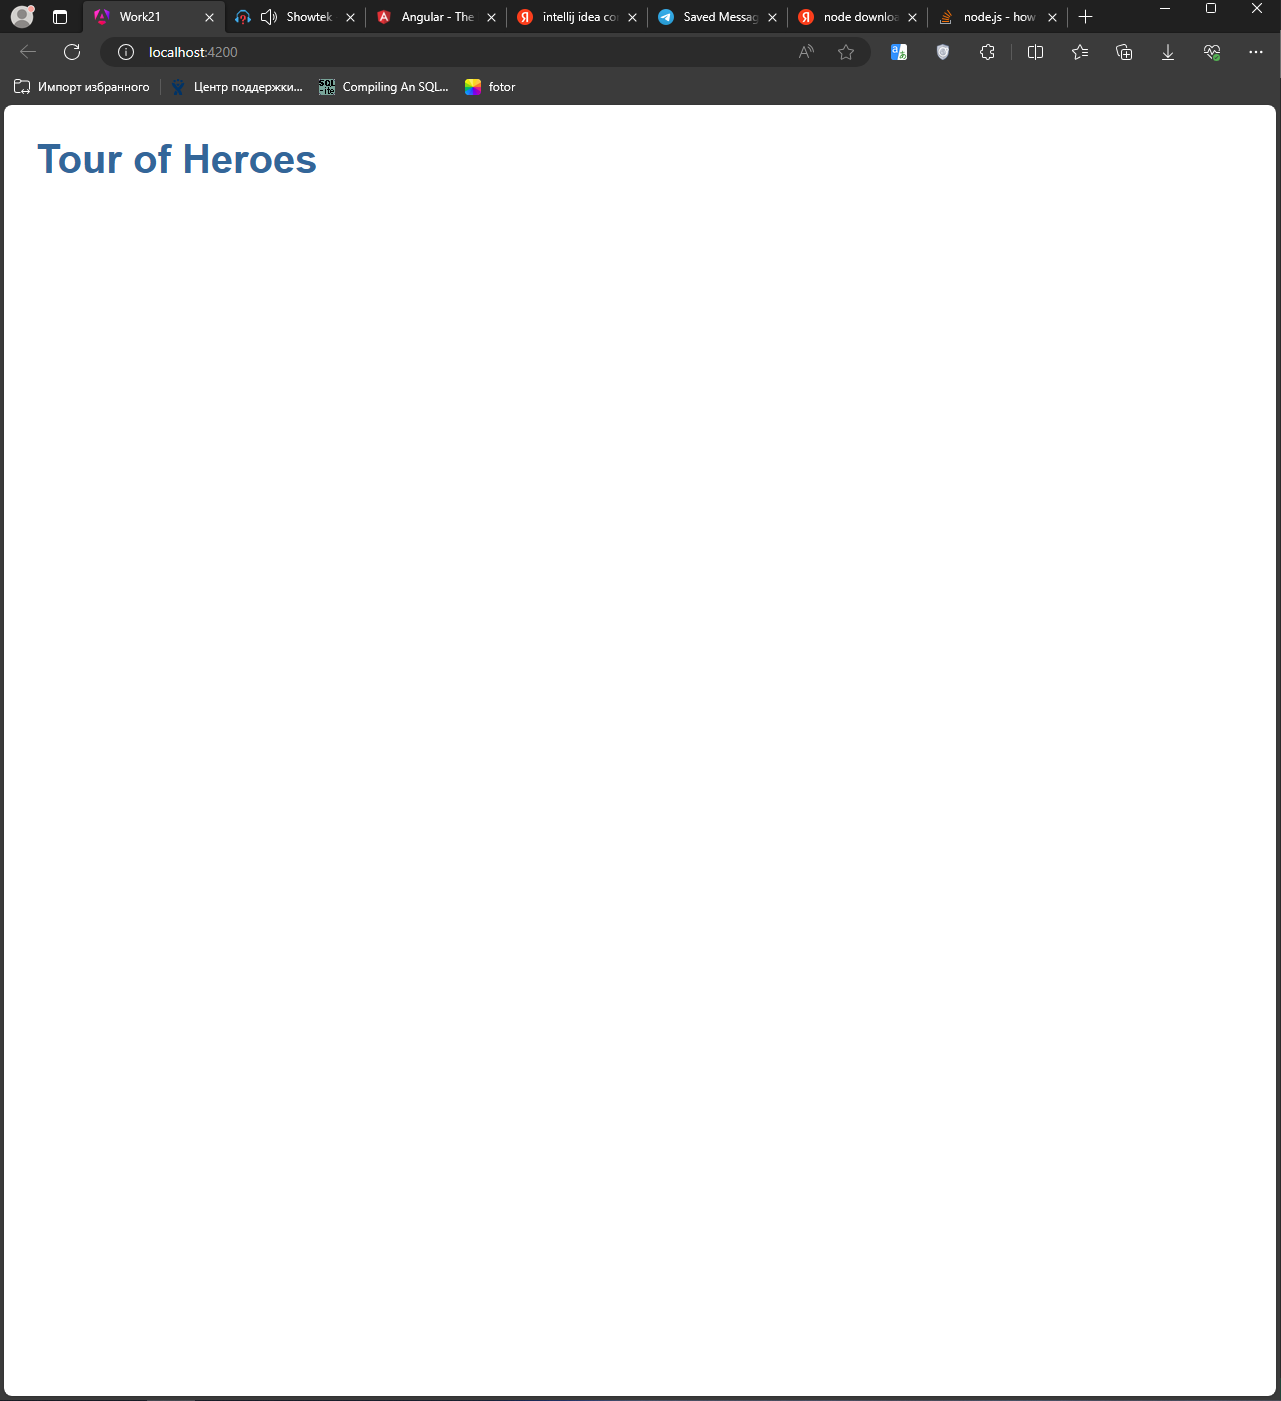 Work21 Showtek Angular - The intellij idea co Saved Messag node downloa node.js - how
localhost:4200
Импорт избранного Центр поддержки... Compiling An SQL... fotor
Tour of Heroes